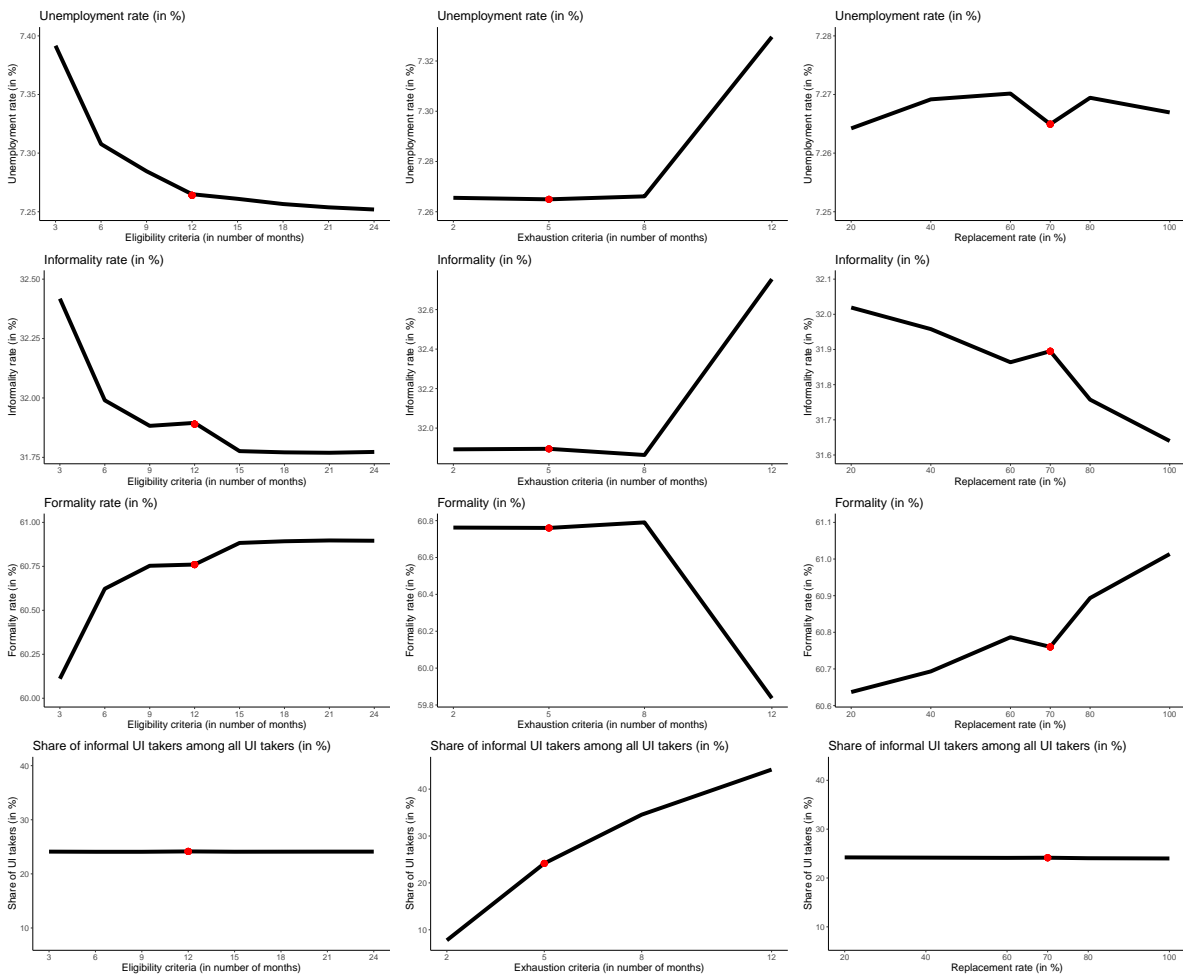 Unemployment rate (in %)
Unemployment rate (in %)
7.40
7.35
7.30
7.25
3 6 9 12 15 18 21 24
Eligibility criteria (in number of months)
Unemployment rate (in %)
Unemployment rate (in %)
7.32
7.30
7.28
7.26
2 5 8 12
Exhaustion criteria (in number of months)
Unemployment rate (in %)
Unemployment rate (in %)
7.28
7.27
7.26
7.25
20 40 60 70 80 100
Replacement rate (in %)
Informality rate (in %)
Informality rate (in %)
32.50
32.25
32.00
31.75
3 6 9 12 15 18 21 24
Eligibility criteria (in number of months)
Informality (in %)
Informality rate (in %)
32.6
32.4
32.2
32.0
2 5 8 12
Exhaustion criteria (in number of months)
Informality (in %)
Informality rate (in %)
32.1
32.0
31.9
31.8
31.7
31.6
20 40 60 70 80 100
Replacement rate (in %)
Formality rate (in %)
Formality rate (in %)
61.00
60.75
60.50
60.25
60.00
3 6 9 12 15 18 21 24
Eligibility criteria (in number of months)
Formality (in %)
Formality rate (in %)
60.8
60.6
60.4
60.2
60.0
59.8
2 5 8 12
Exhaustion criteria (in number of months)
Formality (in %)
Formality rate (in %)
61.1
61.0
60.9
60.8
60.7
60.6
20 40 60 70 80 100
Replacement rate (in %)
Share of informal UI takers among all UI takers (in %)
Share of UI takers (in %)
40
30
20
10
3 6 9 12 15 18 21 24
Eligibility criteria (in number of months)
Share of informal UI takers among all UI takers (in %)
Share of UI takers (in %)
40
30
20
10
2 5 8 12
Exhaustion criteria (in number of months)
Share of informal UI takers among all UI takers (in %)
Share of UI takers (in %)
40
30
20
10
20 40 60 70 80 100
Replacement rate (in %)